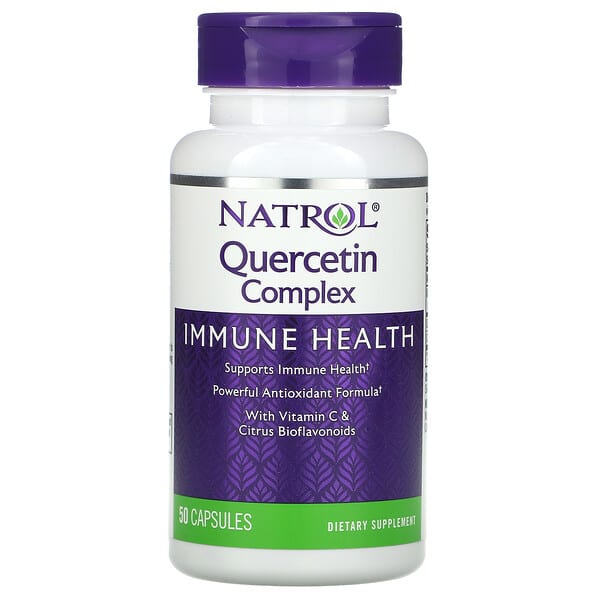 NATROL®
Quercetin
Complex
IMMUNE HEALTH
Supports Immune Health†
Powerful Antioxidant Formula†
With Vitamin C &
Citrus Bioflavonoids
50 CAPSULES
DIETARY SUPPLEMENT